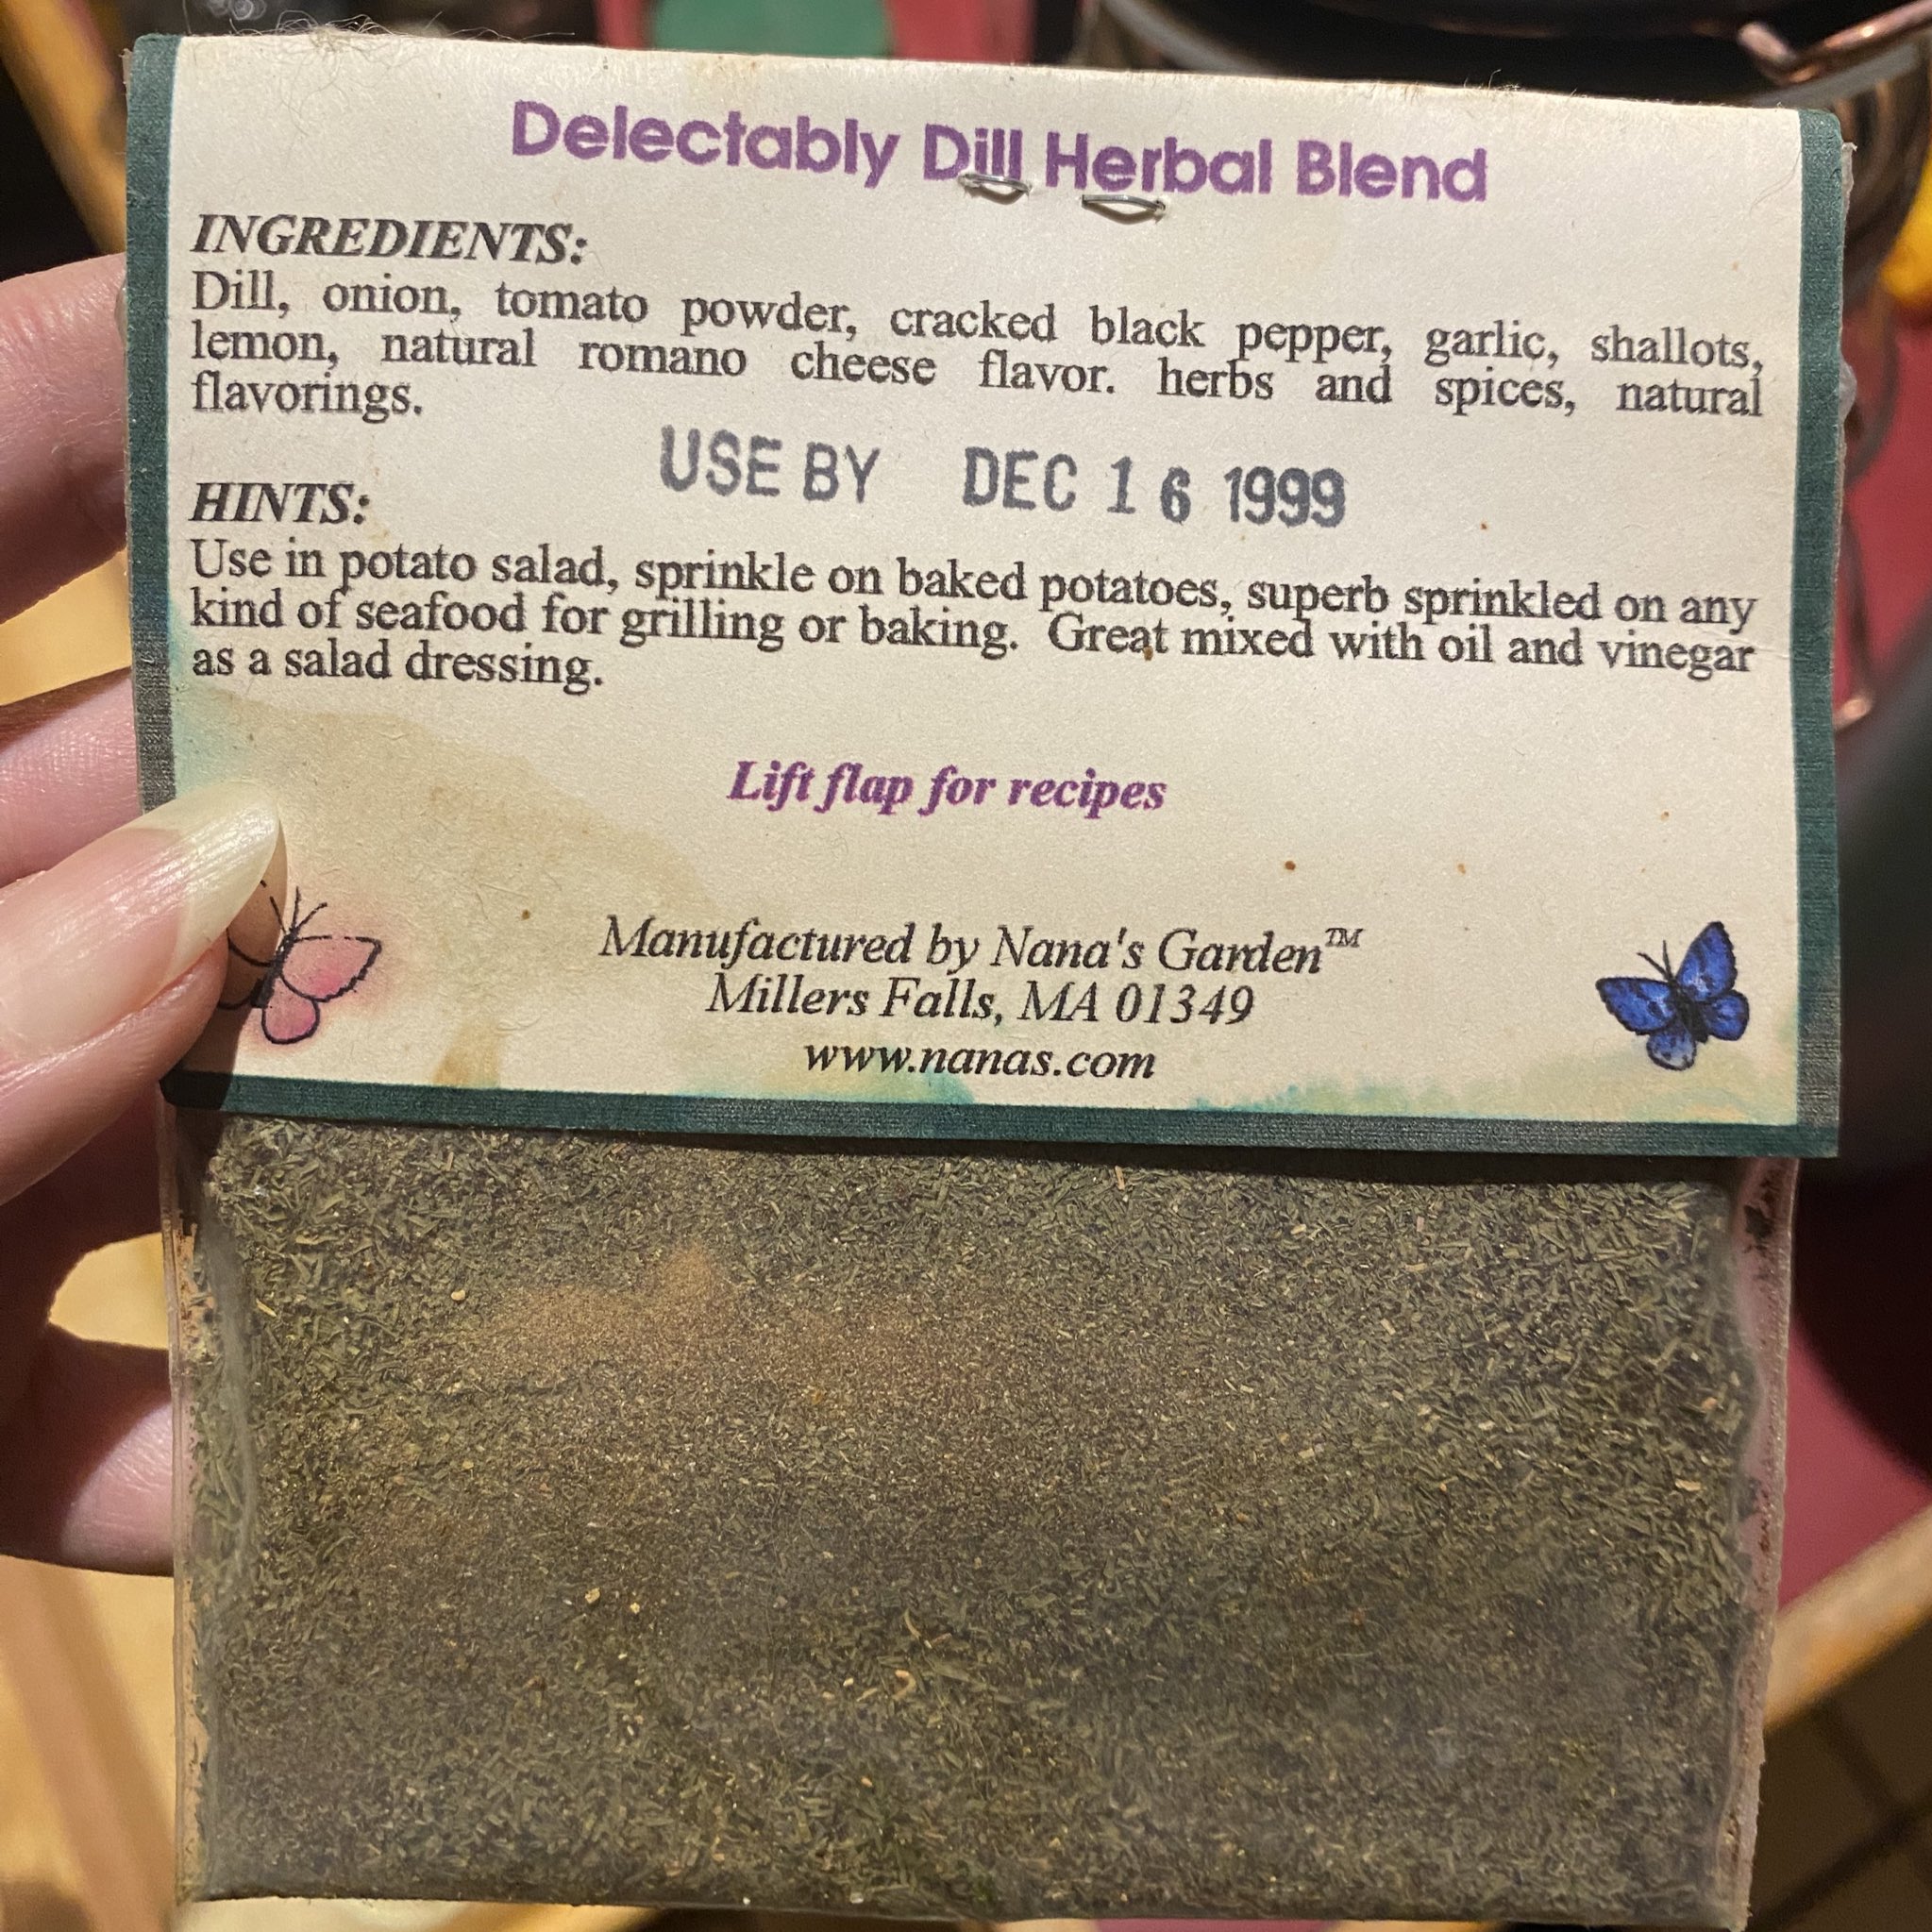 Delectably Dill Herbal Blend
INGREDIENTS:
Dill, onion, tomato powder, cracked black pepper, garlic, shallots,
lemon, natural romano cheese flavor. herbs and spices, natural
flavorings.
USE BY DEC 16 1999
HINTS:
Use in potato salad, sprinkle on baked potatoes, superb sprinkled on any
kind of seafood for grilling or baking. Great mixed with oil and vinegar
as a salad dressing.
Lift flap for recipes
Manufactured by Nana's Garden™
Millers Falls, MA 01349
www.nanas.com